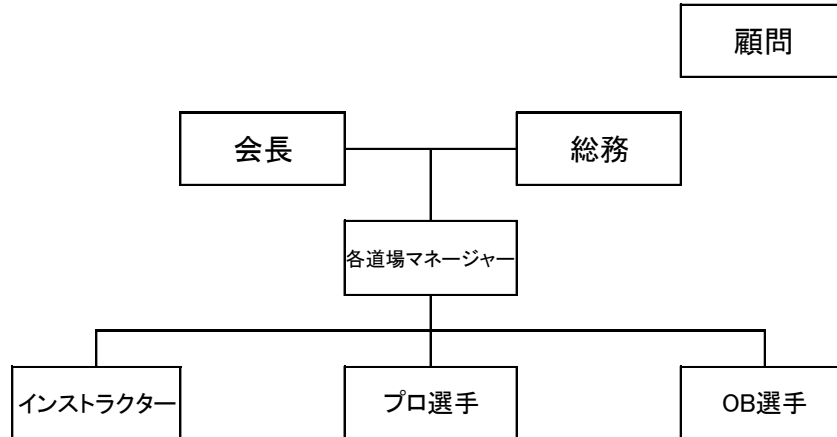 顧問
会長
総務
各道場マネージャー
インストラクター
プロ選手
OB選手